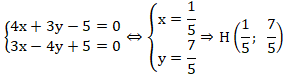 {4x + 3y − 5 = 0
3x − 4y + 5 = 0 ⇔ {x = 1/5
y = 7/5 ⇒ H (1/5; 7/5)